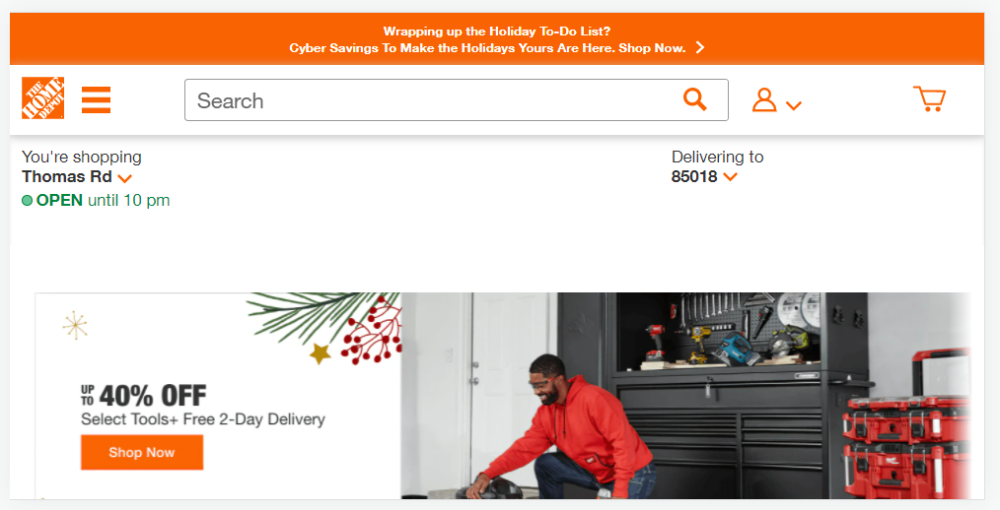 Wrapping up the Holiday To-Do List?
Cyber Savings To Make the Holidays Yours Are Here. Shop Now.
THE
HOME
DEPOT
Search
You're shopping
Thomas Rd
OPEN until 10 pm
Delivering to
85018
UP TO 40% OFF
Select Tools+ Free 2-Day Delivery
Shop Now
Milwaukee